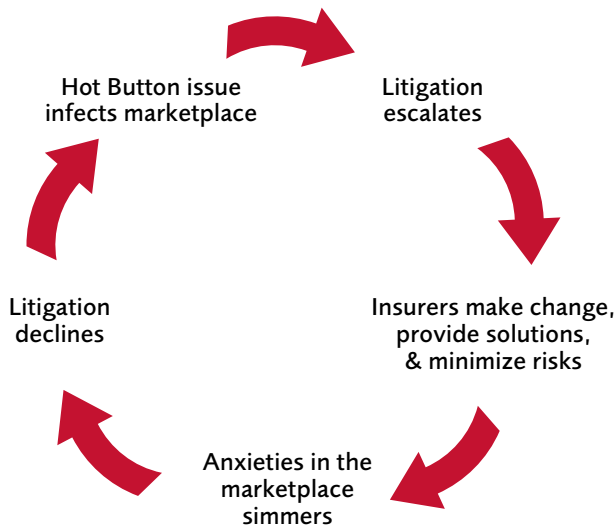 Hot Button issue
infects marketplace
Litigation
escalates
Insurers make change,
provide solutions,
& minimize risks
Anxieties in the
marketplace
simmers
Litigation
declines